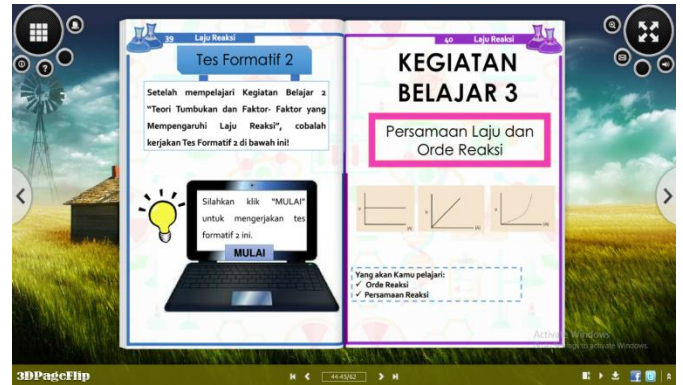 39 Laju Reaksi
Tes Formatif 2
Setelah mempelajari Kegiatan Belajar 2
"Teori Tumbukan dan Faktor- Faktor yang
Mempengaruhi Laju Reaksi", cobalah
kerjakan Tes Formatif 2 di bawah ini!
Silahkan klik "MULAI"
untuk mengerjakan tes
formatif 2 ini.
MULAI
40 Laju Reaksi
KEGIATAN
BELAJAR 3
Persamaan Laju dan
Orde Reaksi
v
[A]
v
[A]
v
[A]
Yang akan Kamu pelajari:
✓ Orde Reaksi
✓ Persamaan Reaksi
Activate Windows
to activate Windows.
3DPageFlip
44-45/62